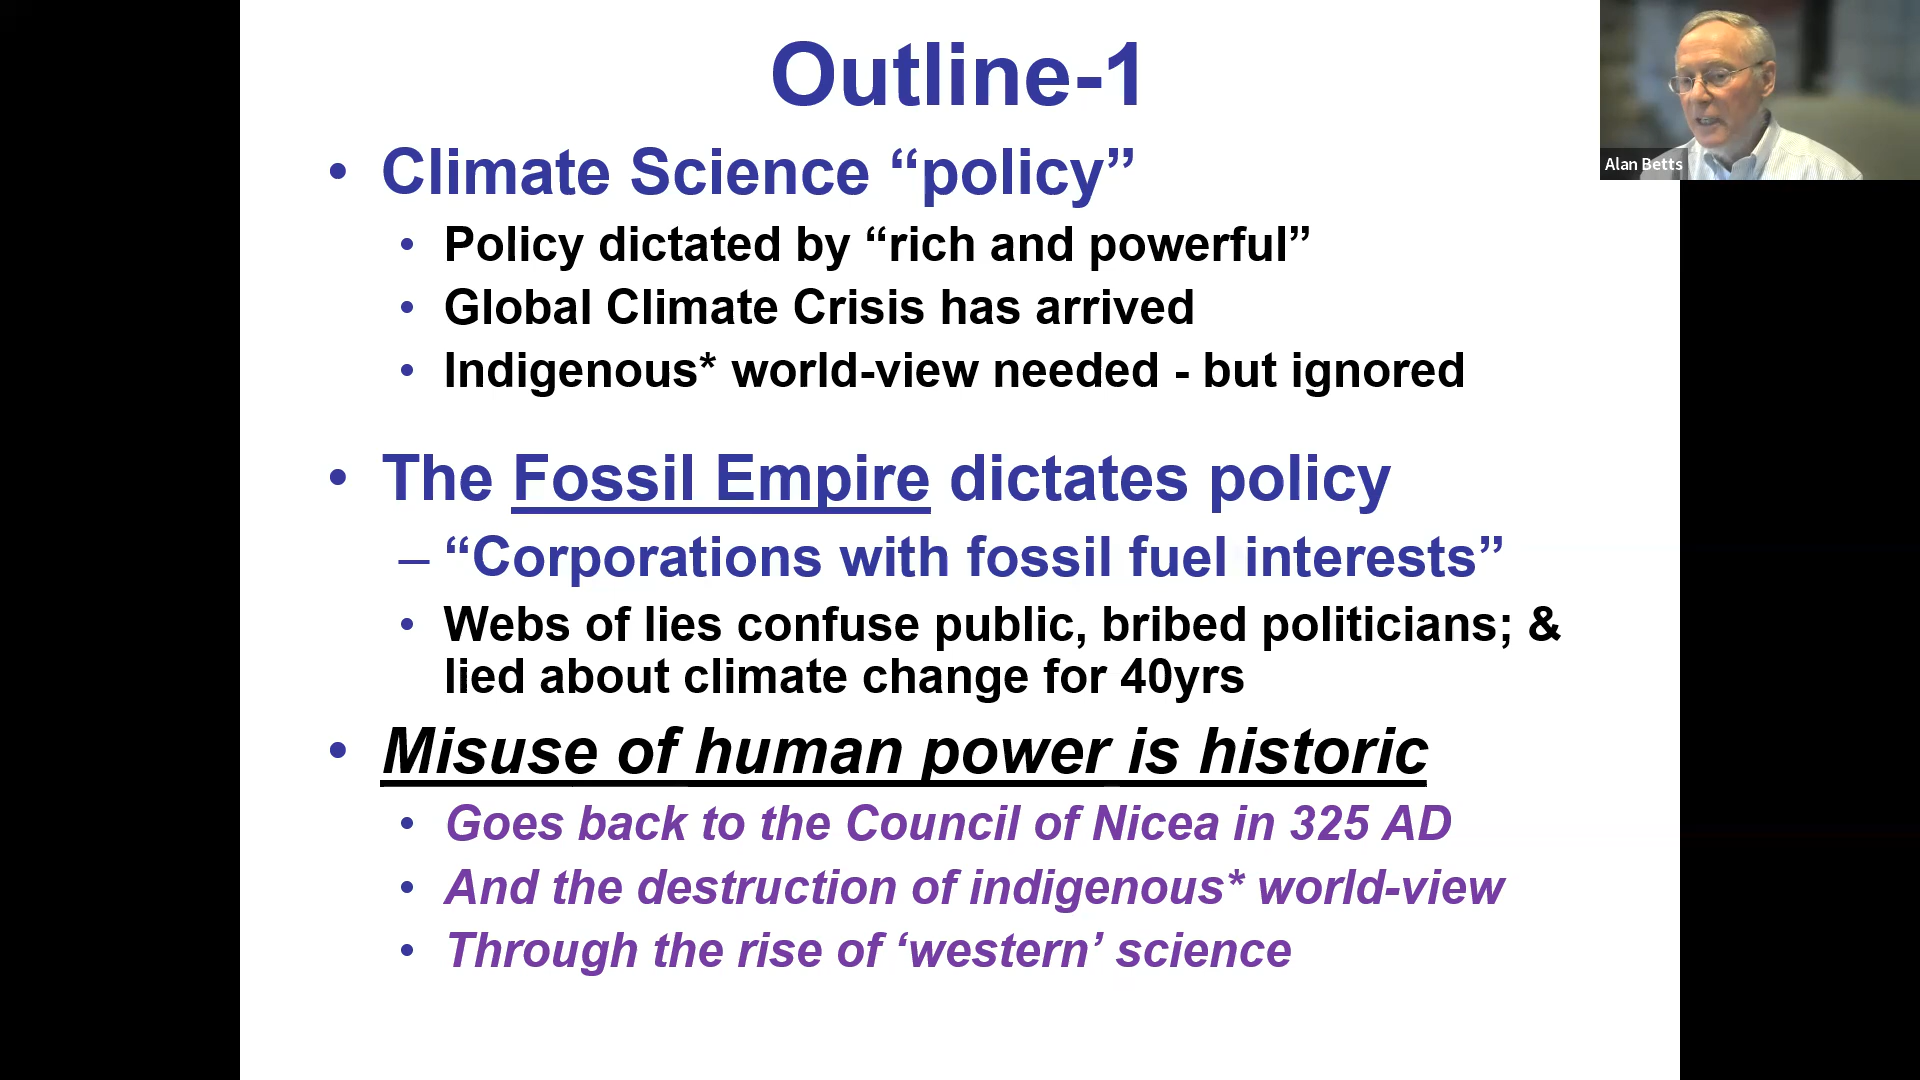 Outline-1
• Climate Science “policy”
• Policy dictated by “rich and powerful”
• Global Climate Crisis has arrived
• Indigenous* world-view needed - but ignored
• The Fossil Empire dictates policy
– “Corporations with fossil fuel interests”
• Webs of lies confuse public, bribed politicians; &
lied about climate change for 40yrs
• Misuse of human power is historic
• Goes back to the Council of Nicea in 325 AD
• And the destruction of indigenous* world-view
• Through the rise of ‘western’ science
Alan Betts